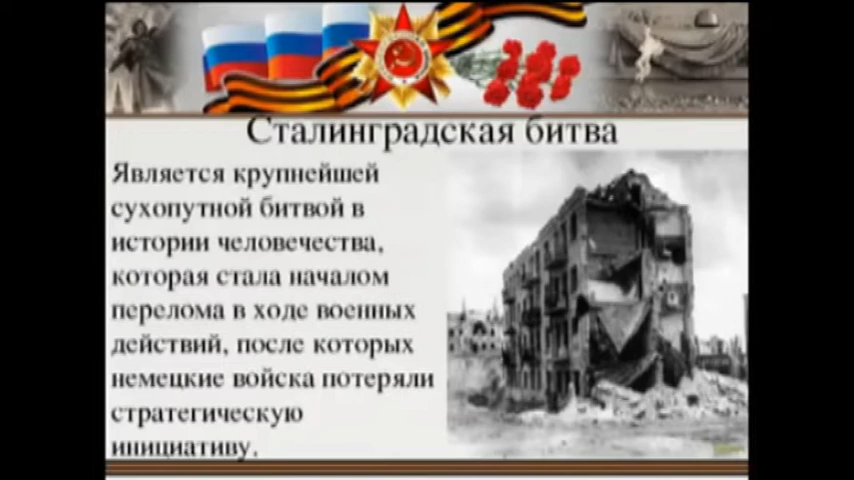 Сталинградская битва
Является крупнейшей
сухопутной битвой в
истории человечества,
которая стала началом
перелома в ходе военных
действий, после которых
немецкие войска потеряли
стратегическую
инициативу.